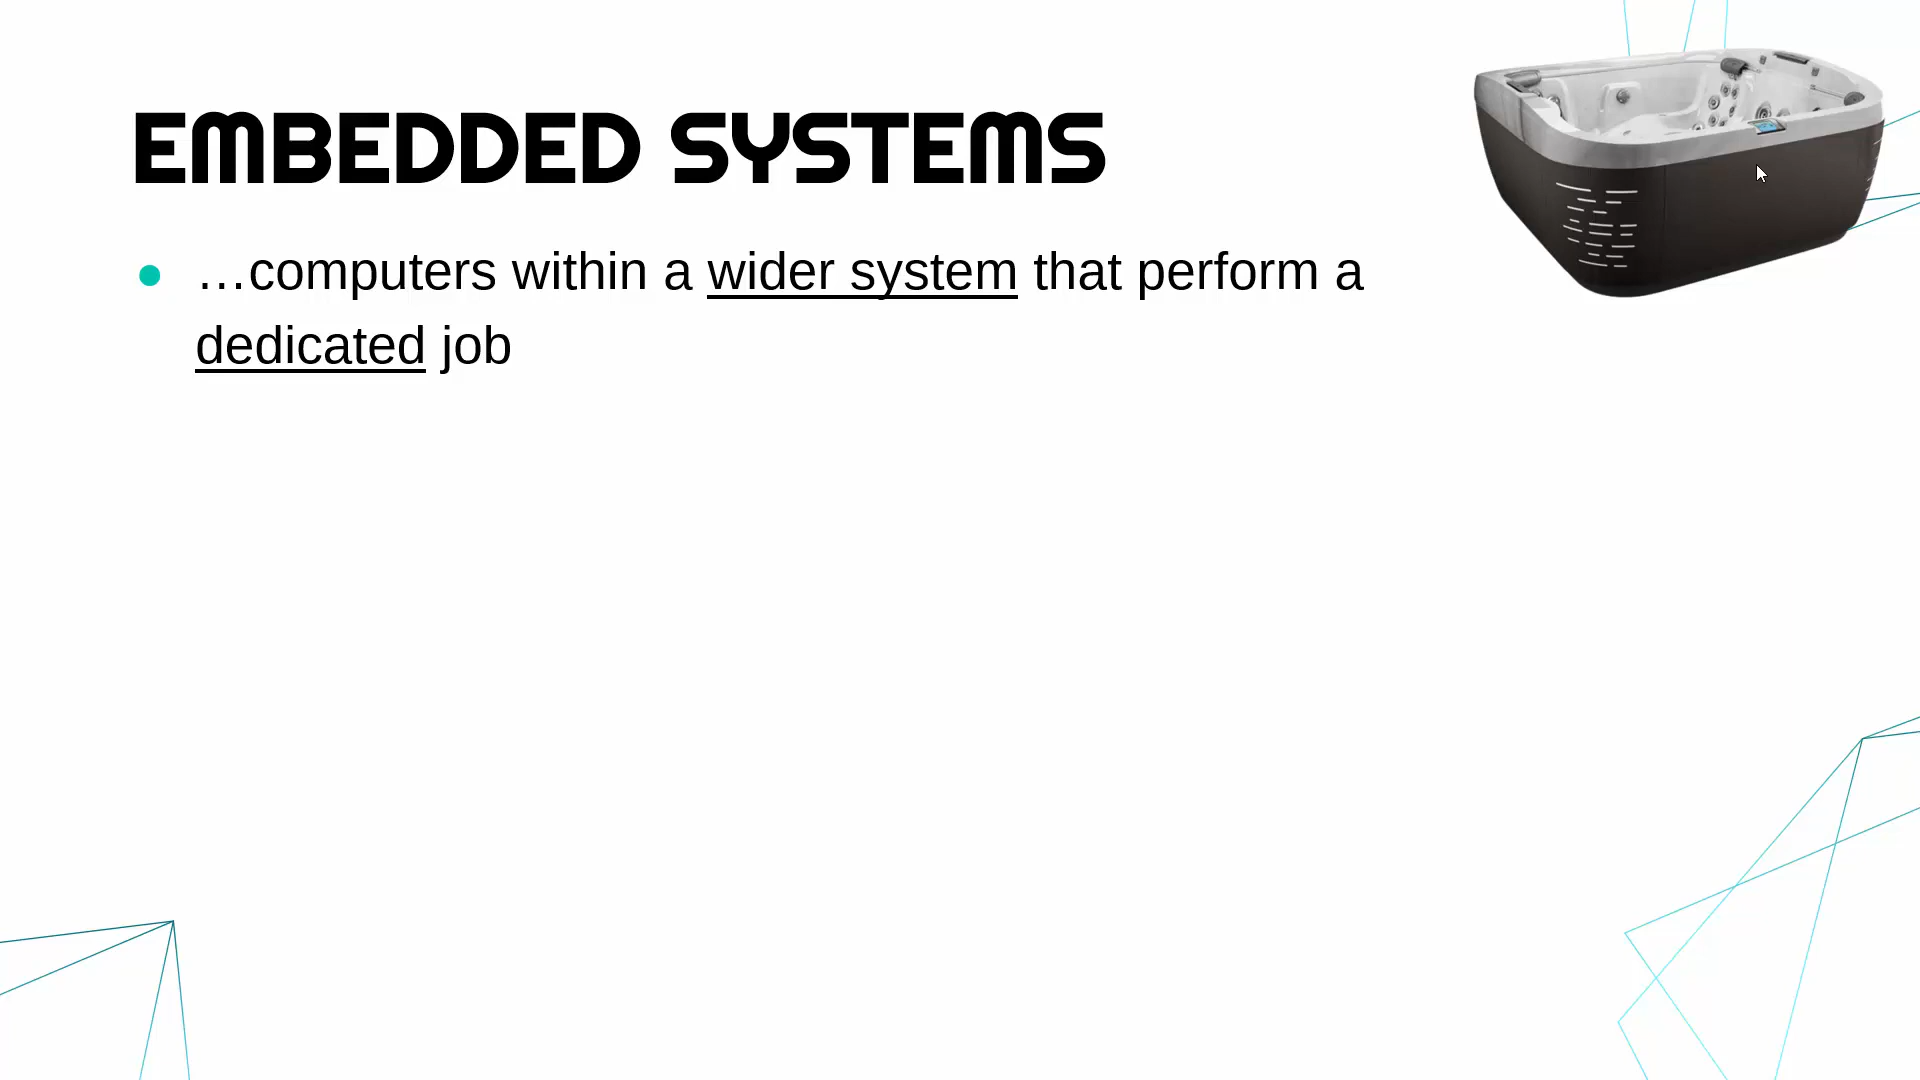 EMBEDDED SYSTEMS
…computers within a wider system that perform a
dedicated job